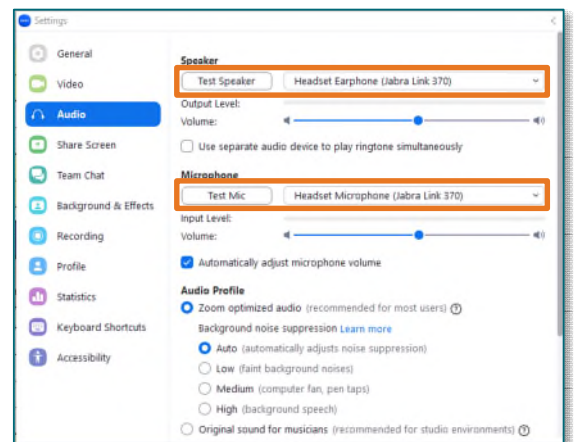 Settings
General
Video
Audio
Share Screen
Team Chat
Background & Effects
Recording
Profile
Statistics
Keyboard Shortcuts
Accessibility
Speaker
Test Speaker Headset Earphone (Jabra Link 370)
Output Level:
Volume:
Use separate audio device to play ringtone simultaneously
Microphone
Test Mic Headset Microphone (Jabra Link 370)
Input Level:
Volume:
Automatically adjust microphone volume
Audio Profile
Zoom optimized audio (recommended for most users)
Background noise suppression Learn more
Auto (automatically adjusts noise suppression)
Low (faint background noises)
Medium (computer fan, pen taps)
High (background speech)
Original sound for musicians (recommended for studio environments)